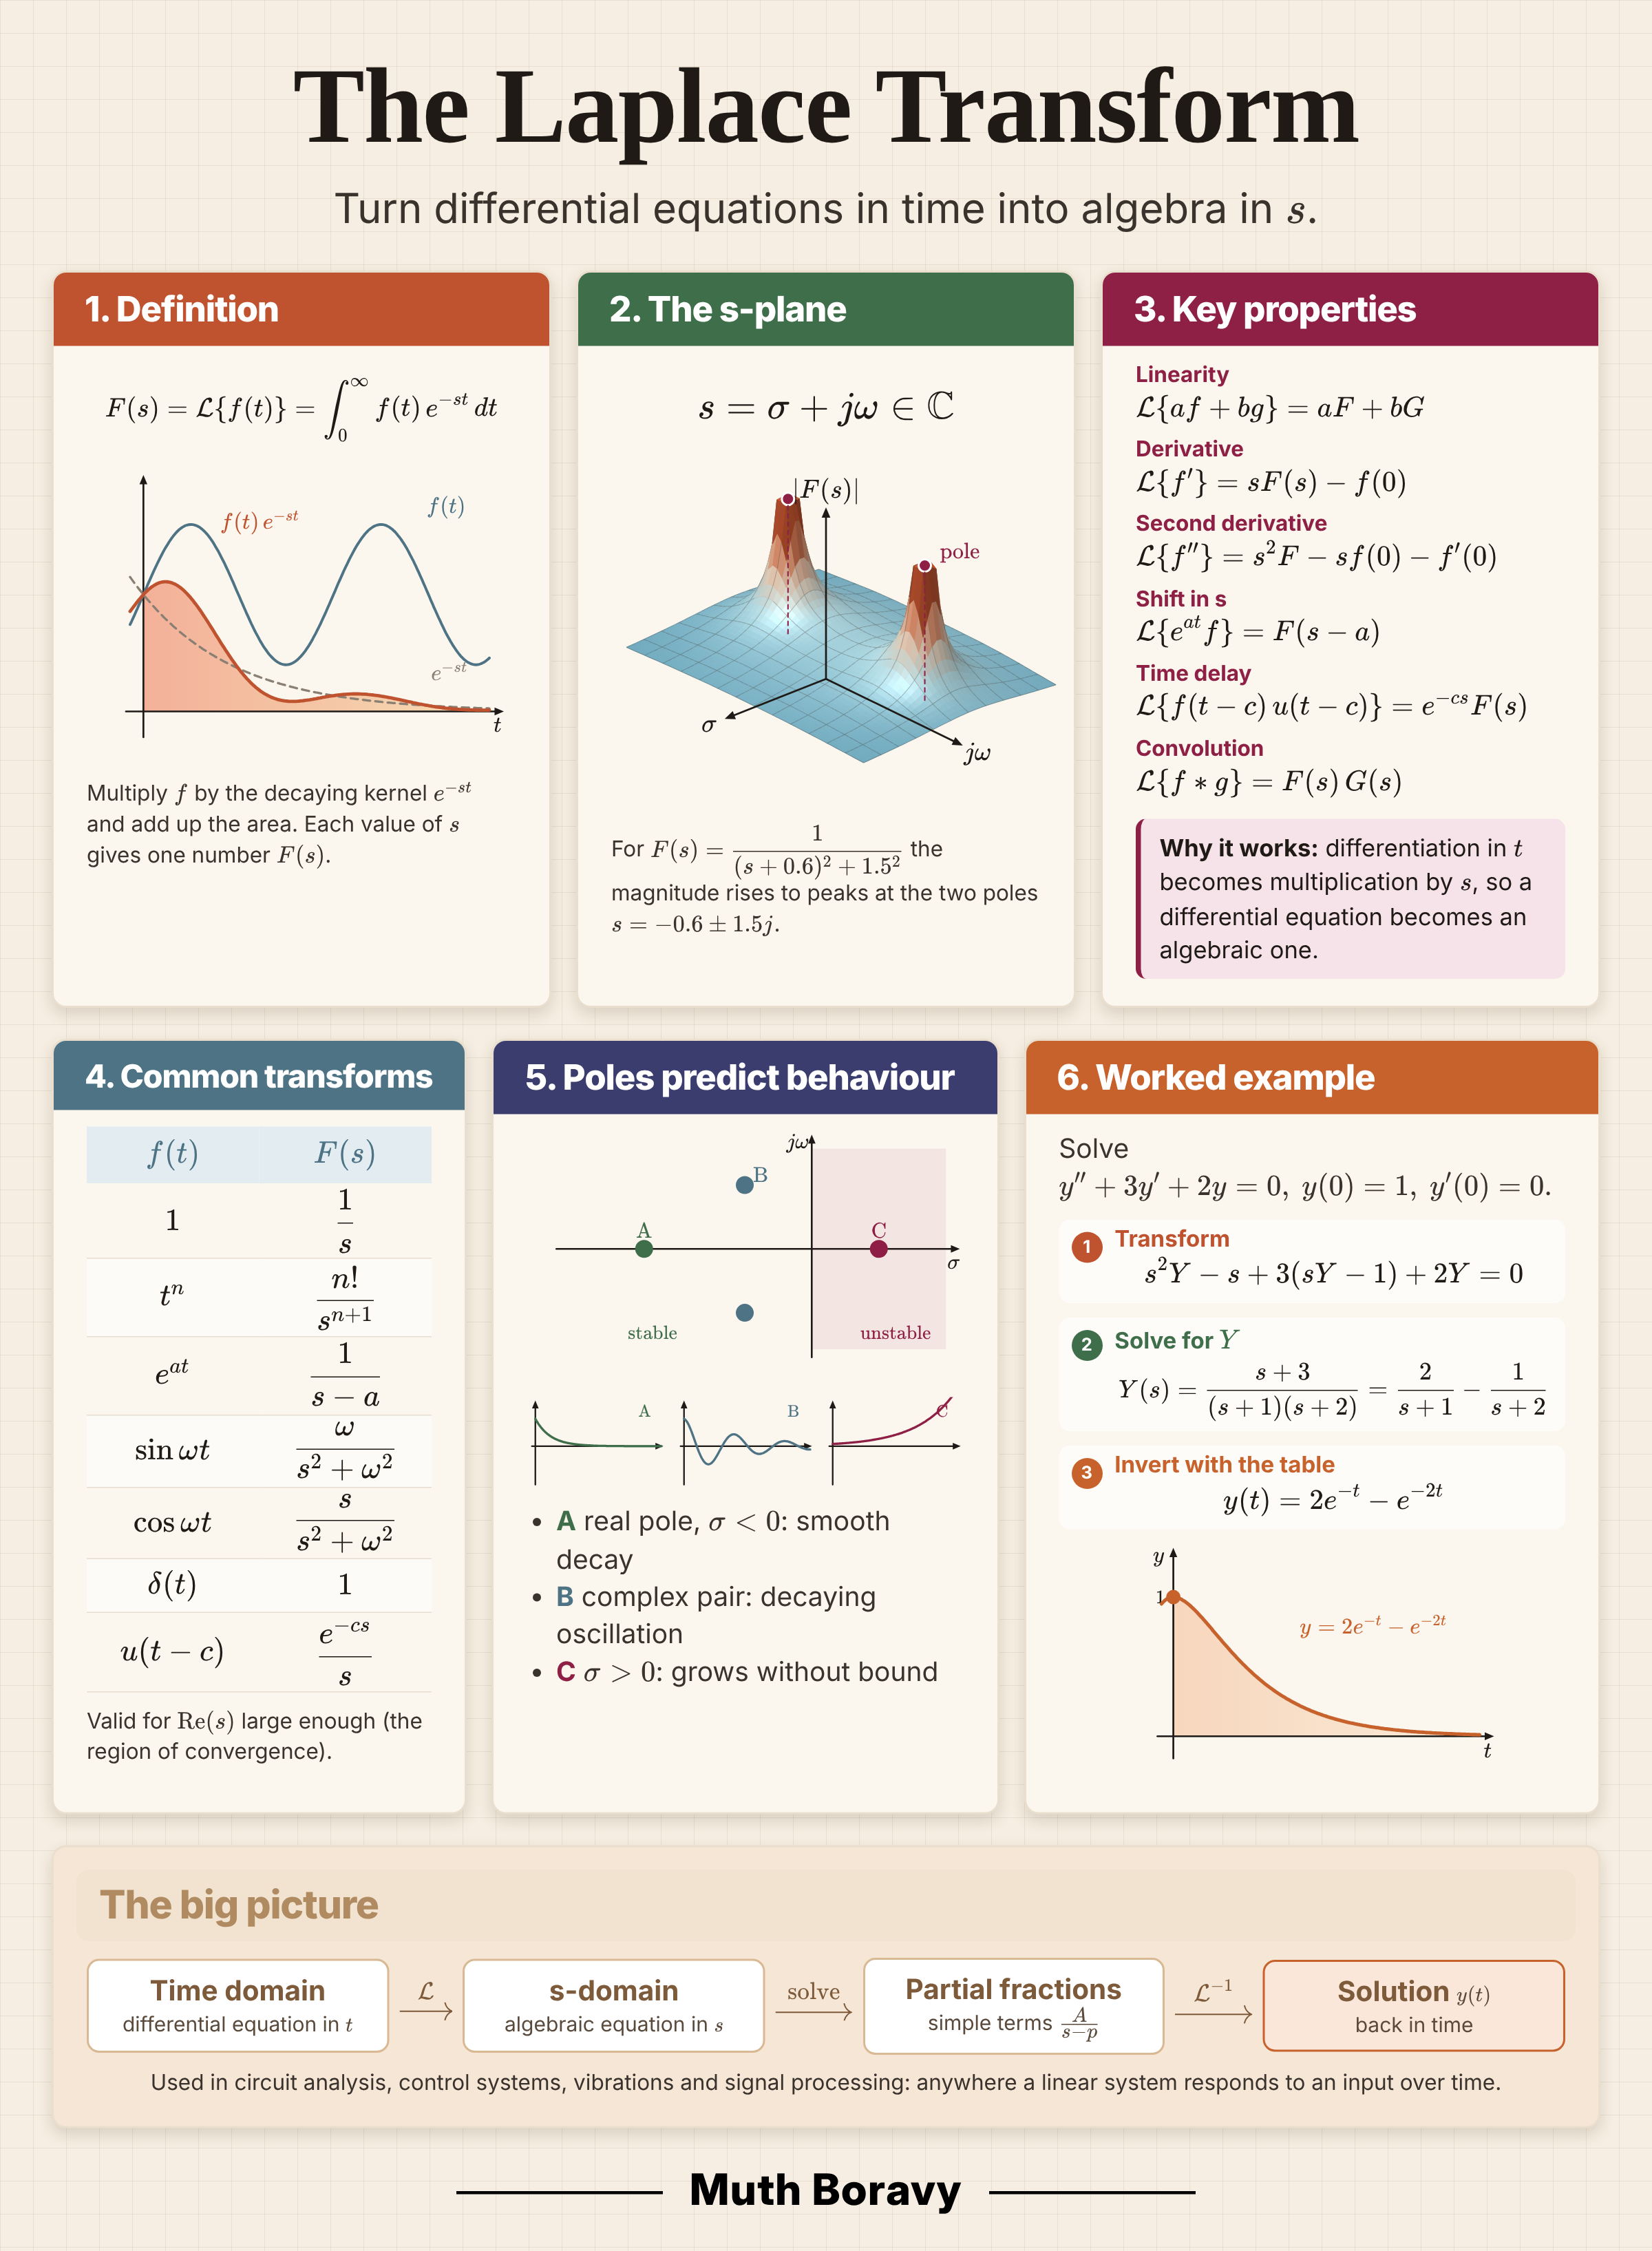 The Laplace Transform
Turn differential equations in time into algebra in s.
1. Definition
F(s) = ℒ{f(t)} = ∫₀^∞ f(t) e^{−st} dt
f(t) e^{−st}
f(t)
e^{−st}
t
Multiply f by the decaying kernel e^{−st}
and add up the area. Each value of s
gives one number F(s).
2. The s-plane
s = σ + jω ∈ ℂ
|F(s)|
pole
σ
jω
For F(s) = 1/((s + 0.6)² + 1.5²) the
magnitude rises to peaks at the two poles
s = −0.6 ± 1.5j.
3. Key properties
Linearity
ℒ{af + bg} = aF + bG
Derivative
ℒ{f′} = sF(s) − f(0)
Second derivative
ℒ{f″} = s²F − sf(0) − f′(0)
Shift in s
ℒ{e^{at}f} = F(s − a)
Time delay
ℒ{f(t − c) u(t − c)} = e^{−cs}F(s)
Convolution
ℒ{f ∗ g} = F(s) G(s)
Why it works: differentiation in t
becomes multiplication by s, so a
differential equation becomes an
algebraic one.
4. Common transforms
f(t) F(s)
1 1/s
tⁿ n!/s^{n+1}
e^{at} 1/(s − a)
sin ωt ω/(s² + ω²)
cos ωt s/(s² + ω²)
δ(t) 1
u(t − c) e^{−cs}/s
Valid for Re(s) large enough (the
region of convergence).
5. Poles predict behaviour
jω
B
A
C
σ
stable
unstable
A
B
C
• A real pole, σ < 0: smooth
decay
• B complex pair: decaying
oscillation
• C σ > 0: grows without bound
6. Worked example
Solve
y″ + 3y′ + 2y = 0, y(0) = 1, y′(0) = 0.
1 Transform
s²Y − s + 3(sY − 1) + 2Y = 0
2 Solve for Y
Y(s) = (s + 3)/((s + 1)(s + 2)) = 2/(s + 1) − 1/(s + 2)
3 Invert with the table
y(t) = 2e^{−t} − e^{−2t}
y
1
y = 2e^{−t} − e^{−2t}
t
The big picture
Time domain
differential equation in t
ℒ
s-domain
algebraic equation in s
solve
Partial fractions
simple terms A/(s−p)
ℒ⁻¹
Solution y(t)
back in time
Used in circuit analysis, control systems, vibrations and signal processing: anywhere a linear system responds to an input over time.
Muth Boravy